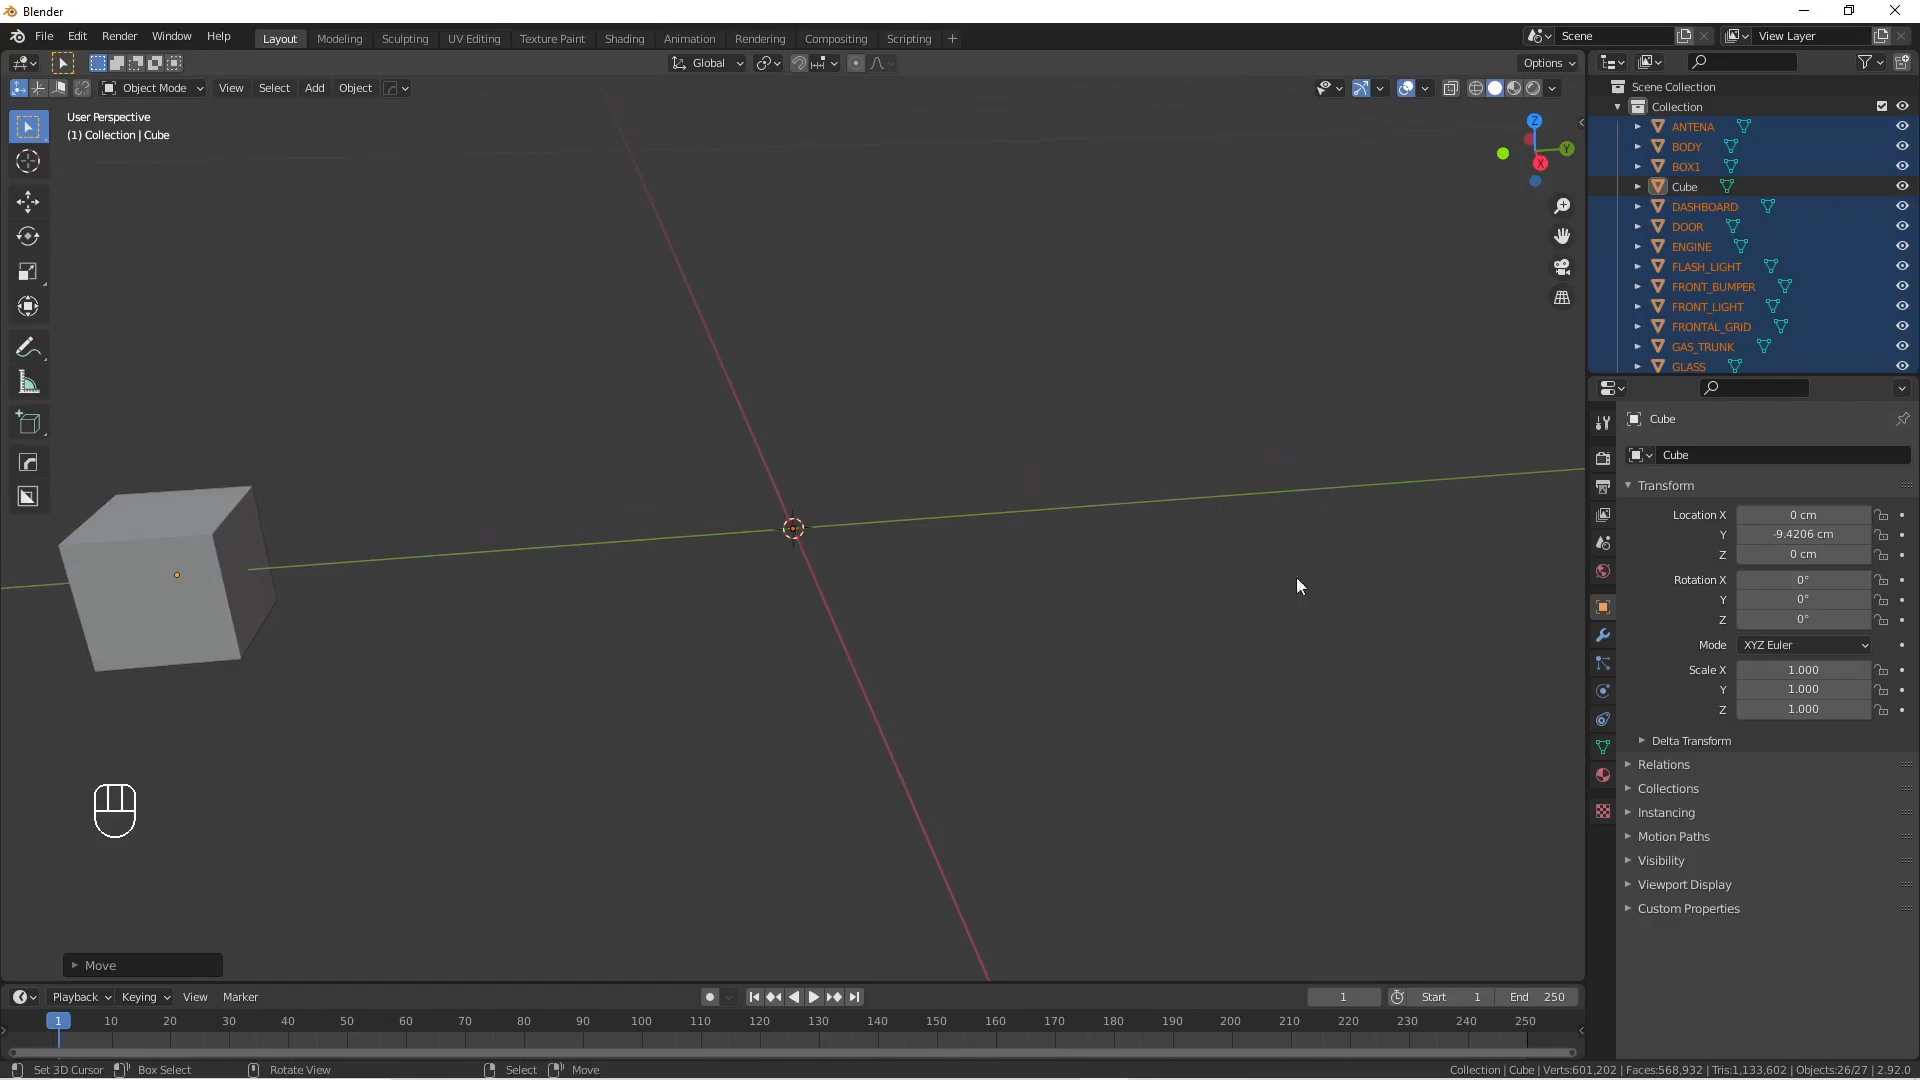 Blender
File Edit Render Window Help
Layout Modeling Sculpting UV Editing Texture Paint Shading Animation Rendering Compositing Scripting
Scene
View Layer
Global
Options
Object Mode View Select Add Object
User Perspective
(1) Collection | Cube
Z
Y
X
Scene Collection
Collection
ANTENA
BODY
BOX1
Cube
DASHBOARD
DOOR
ENGINE
FLASH_LIGHT
FRONT_BUMPER
FRONT_LIGHT
FRONTAL_GRID
GAS_TRUNK
GLASS
Cube
Cube
Transform
Location X 0 cm
Y -9.4206 cm
Z 0 cm
Rotation X 0°
Y 0°
Z 0°
Mode XYZ Euler
Scale X 1.000
Y 1.000
Z 1.000
Delta Transform
Relations
Collections
Instancing
Motion Paths
Visibility
Viewport Display
Custom Properties
Move
Playback Keying View Marker
1 Start 1 End 250
1 10 20 30 40 50 60 70 80 90 100 110 120 130 140 150 160 170 180 190 200 210 220 230 240 250
Set 3D Cursor Box Select Rotate View Select Move
Collection | Cube | Verts:601,202 | Faces:568,932 | Tris:1,133,602 | Objects:26/27 | 2.92.0